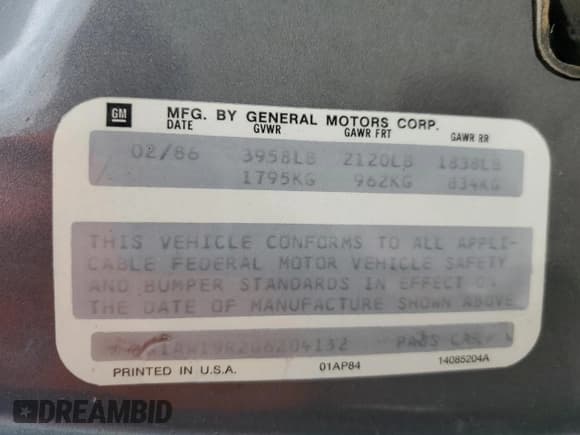 GM MFG. BY GENERAL MOTORS CORP.
DATE GVWR GAWR FRT GAWR RR
02/86 3958LB 2120LB 1838LB
1795KG 962KG 834KG
THIS VEHICLE CONFORMS TO ALL APPLI-
CABLE FEDERAL MOTOR VEHICLE SAFETY
AND BUMPER STANDARDS IN EFFECT ON
THE DATE OF MANUFACTURE SHOWN ABOVE
PASS CAR
PRINTED IN U.S.A. 01AP84 14085204A
DREAMBID